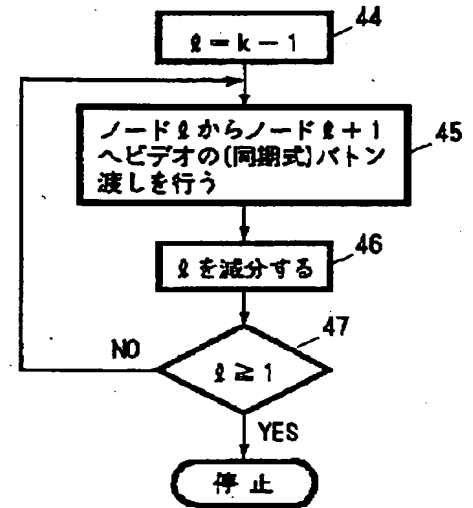 44
ℓ = k − 1
ノードℓからノードℓ+1
へビデオの(同期式)バトン
渡しを行う
45
46
ℓを減分する
47
NO
ℓ ≧ 1
YES
停止